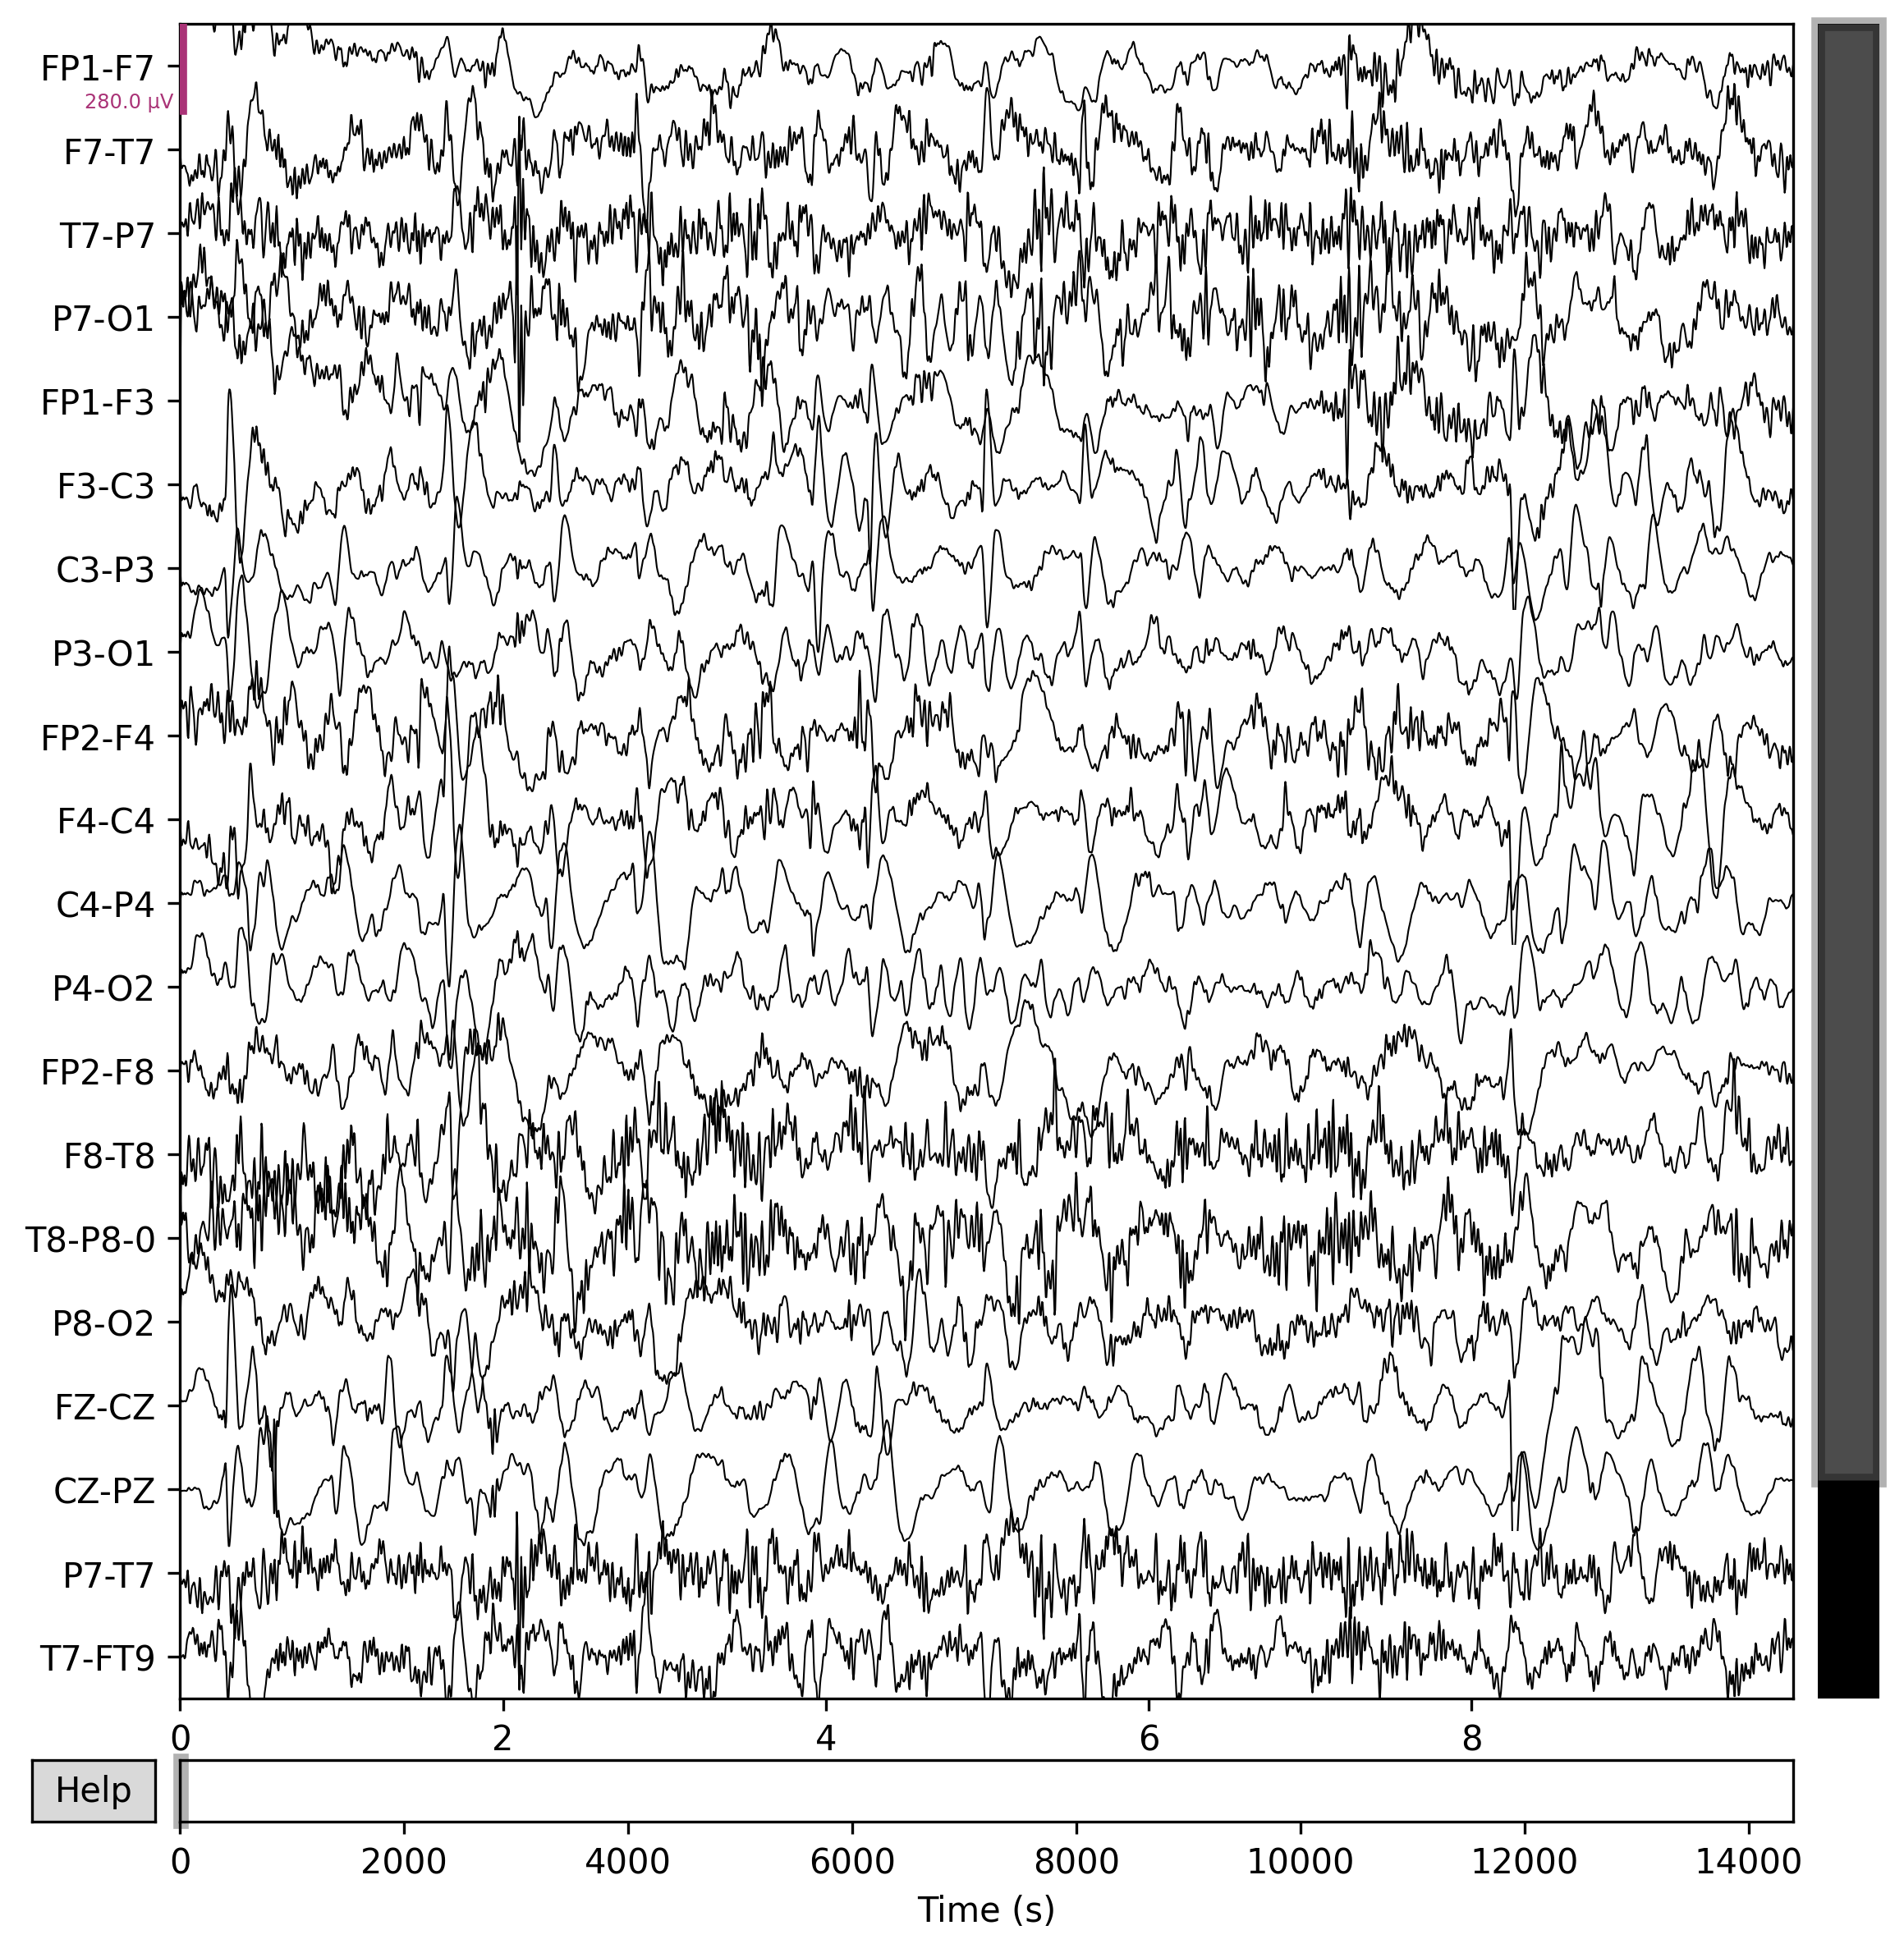 FP1-F7
280.0 µV
F7-T7
T7-P7
P7-O1
FP1-F3
F3-C3
C3-P3
P3-O1
FP2-F4
F4-C4
C4-P4
P4-O2
FP2-F8
F8-T8
T8-P8-0
P8-O2
FZ-CZ
CZ-PZ
P7-T7
T7-FT9
0 2 4 6 8
Help
0 2000 4000 6000 8000 10000 12000 14000
Time (s)